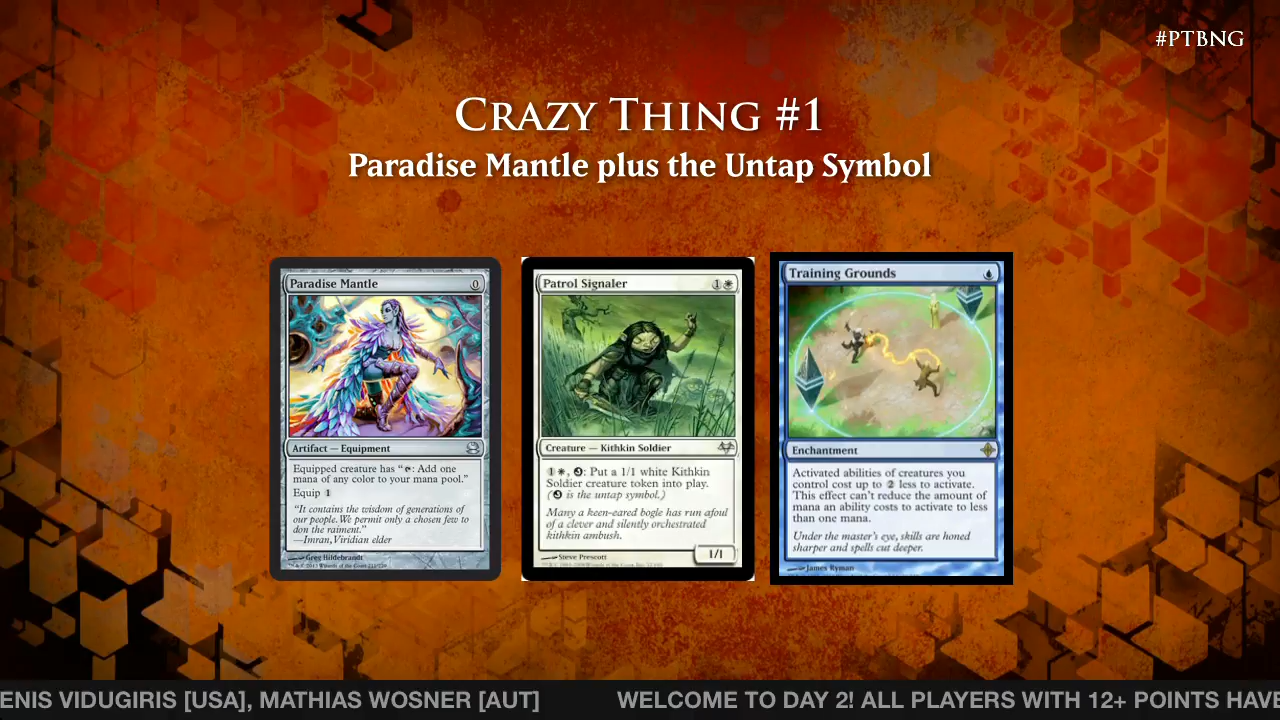 #PTBNG
Crazy Thing #1
Paradise Mantle plus the Untap Symbol
Paradise Mantle 0
Artifact — Equipment
Equipped creature has “: Add one
mana of any color to your mana pool.”
Equip 1
“It contains the wisdom of generations of
our people. We permit only a chosen few to
don the raiment.”
—Imran, Viridian elder
Greg Hildebrandt
Patrol Signaler 1
Creature — Kithkin Soldier
1, : Put a 1/1 white Kithkin
Soldier creature token into play.
( is the untap symbol.)
Many a keen-eared bogle has run afoul
of a clever and silently orchestrated
kithkin ambush.
Steve Prescott
1/1
Training Grounds
Enchantment
Activated abilities of creatures you
control cost up to 2 less to activate.
This effect can't reduce the amount of
mana an ability costs to activate to less
than one mana.
Under the master's eye, skills are honed
sharper and spells cut deeper.
James Ryman
ENIS VIDUGIRIS [USA], MATHIAS WOSNER [AUT] WELCOME TO DAY 2! ALL PLAYERS WITH 12+ POINTS HAVE